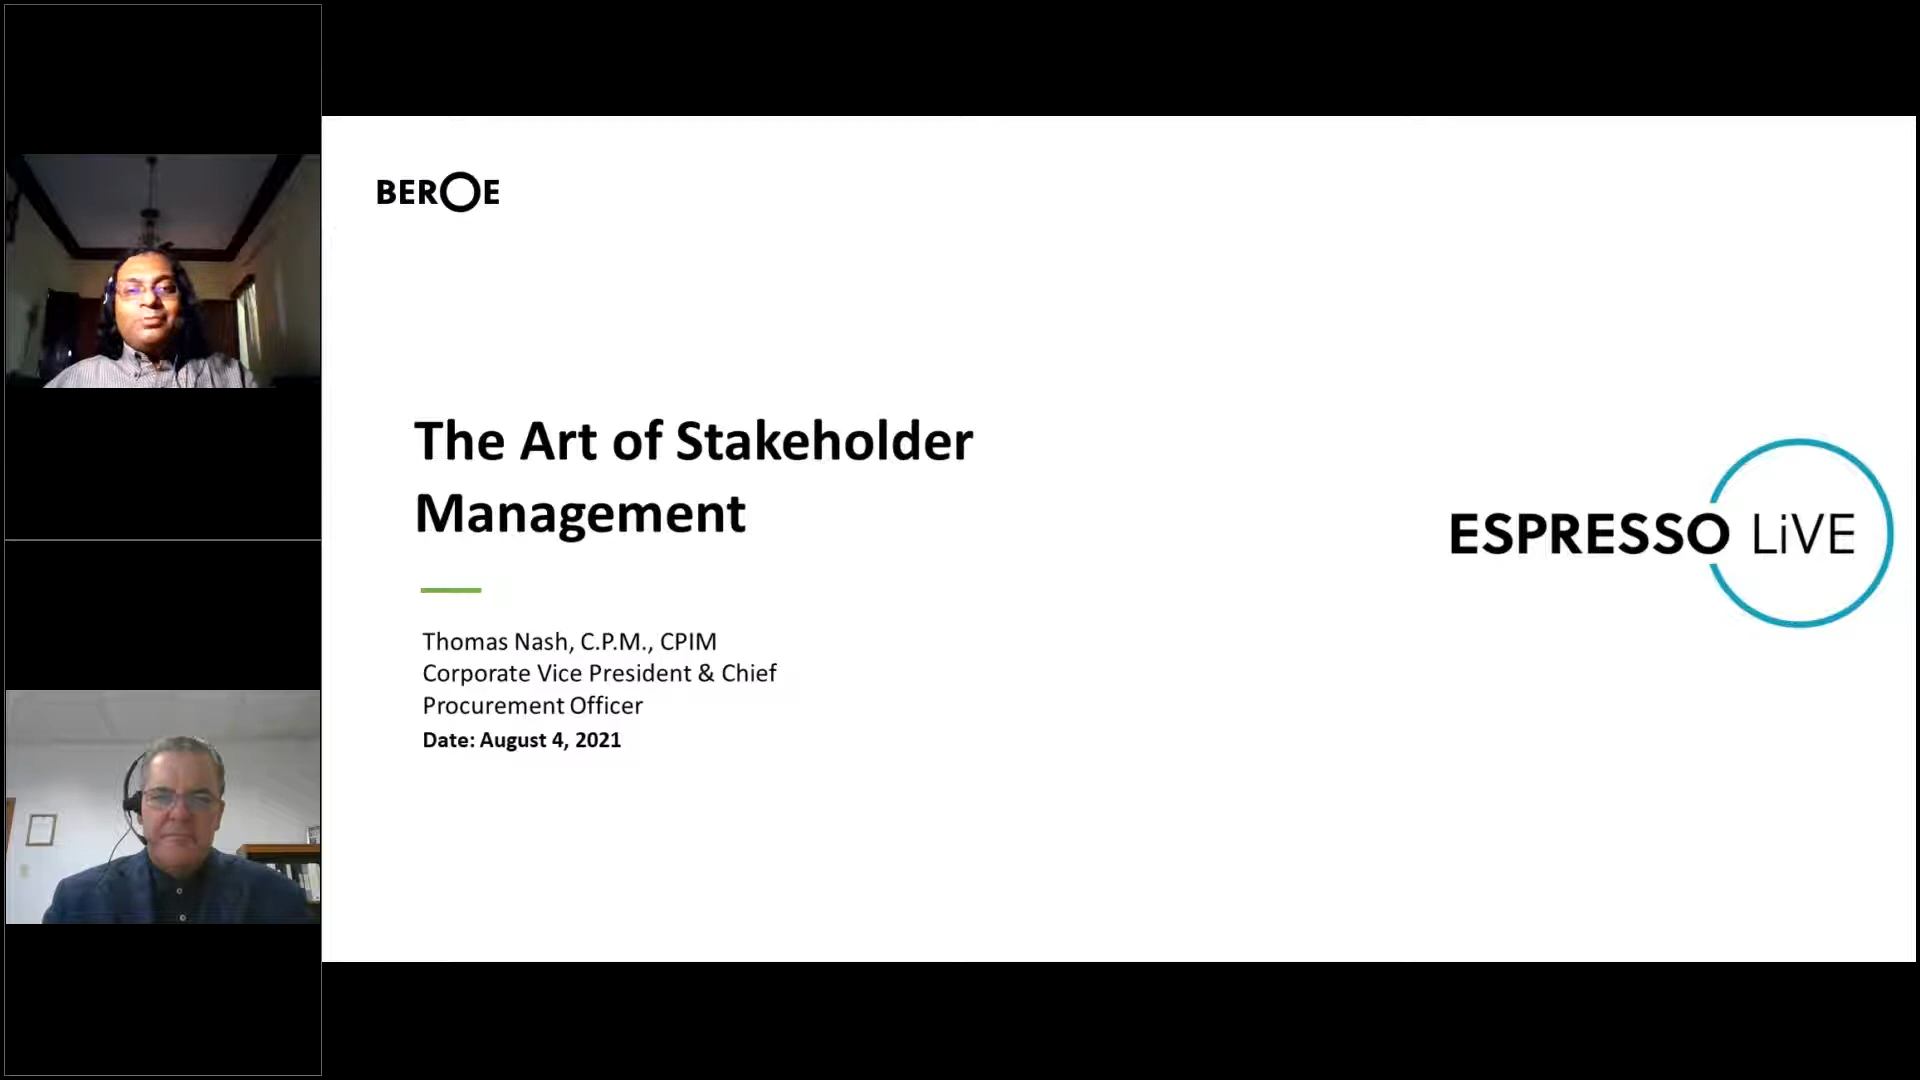 BEROE
The Art of Stakeholder
Management
ESPRESSO LiVE
Thomas Nash, C.P.M., CPIM
Corporate Vice President & Chief
Procurement Officer
Date: August 4, 2021